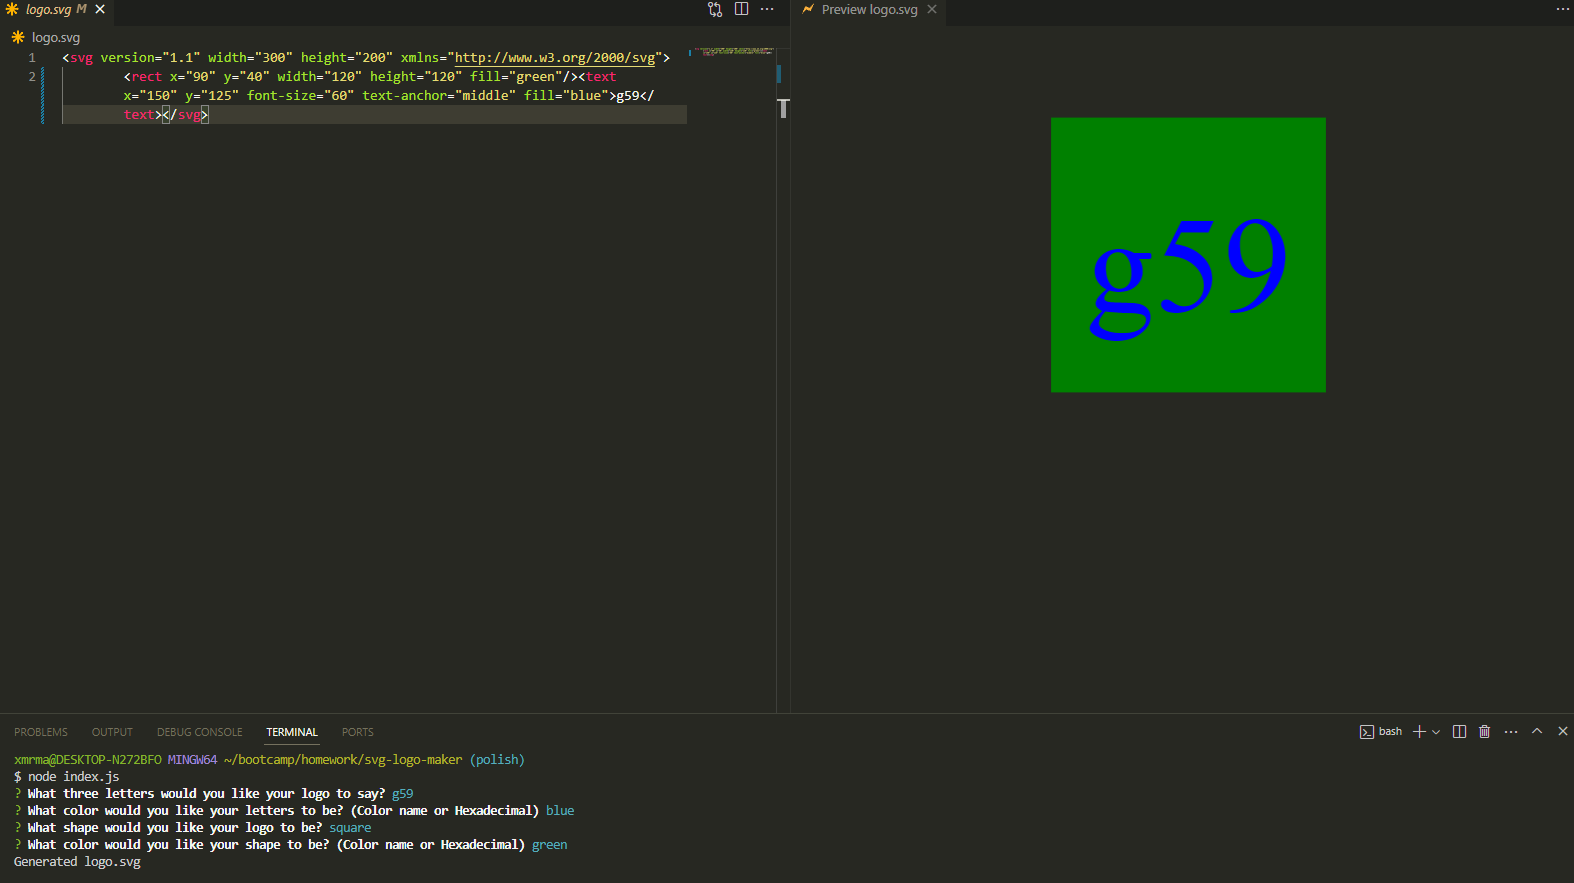 logo.svg M
Preview logo.svg
logo.svg
1 <svg version="1.1" width="300" height="200" xmlns="http://www.w3.org/2000/svg">
2 <rect x="90" y="40" width="120" height="120" fill="green"/><text
x="150" y="125" font-size="60" text-anchor="middle" fill="blue">g59</
text></svg>
g59
PROBLEMS OUTPUT DEBUG CONSOLE TERMINAL PORTS
bash
xmrma@DESKTOP-N272BFO MINGW64 ~/bootcamp/homework/svg-logo-maker (polish)
$ node index.js
? What three letters would you like your logo to say? g59
? What color would you like your letters to be? (Color name or Hexadecimal) blue
? What shape would you like your logo to be? square
? What color would you like your shape to be? (Color name or Hexadecimal) green
Generated logo.svg